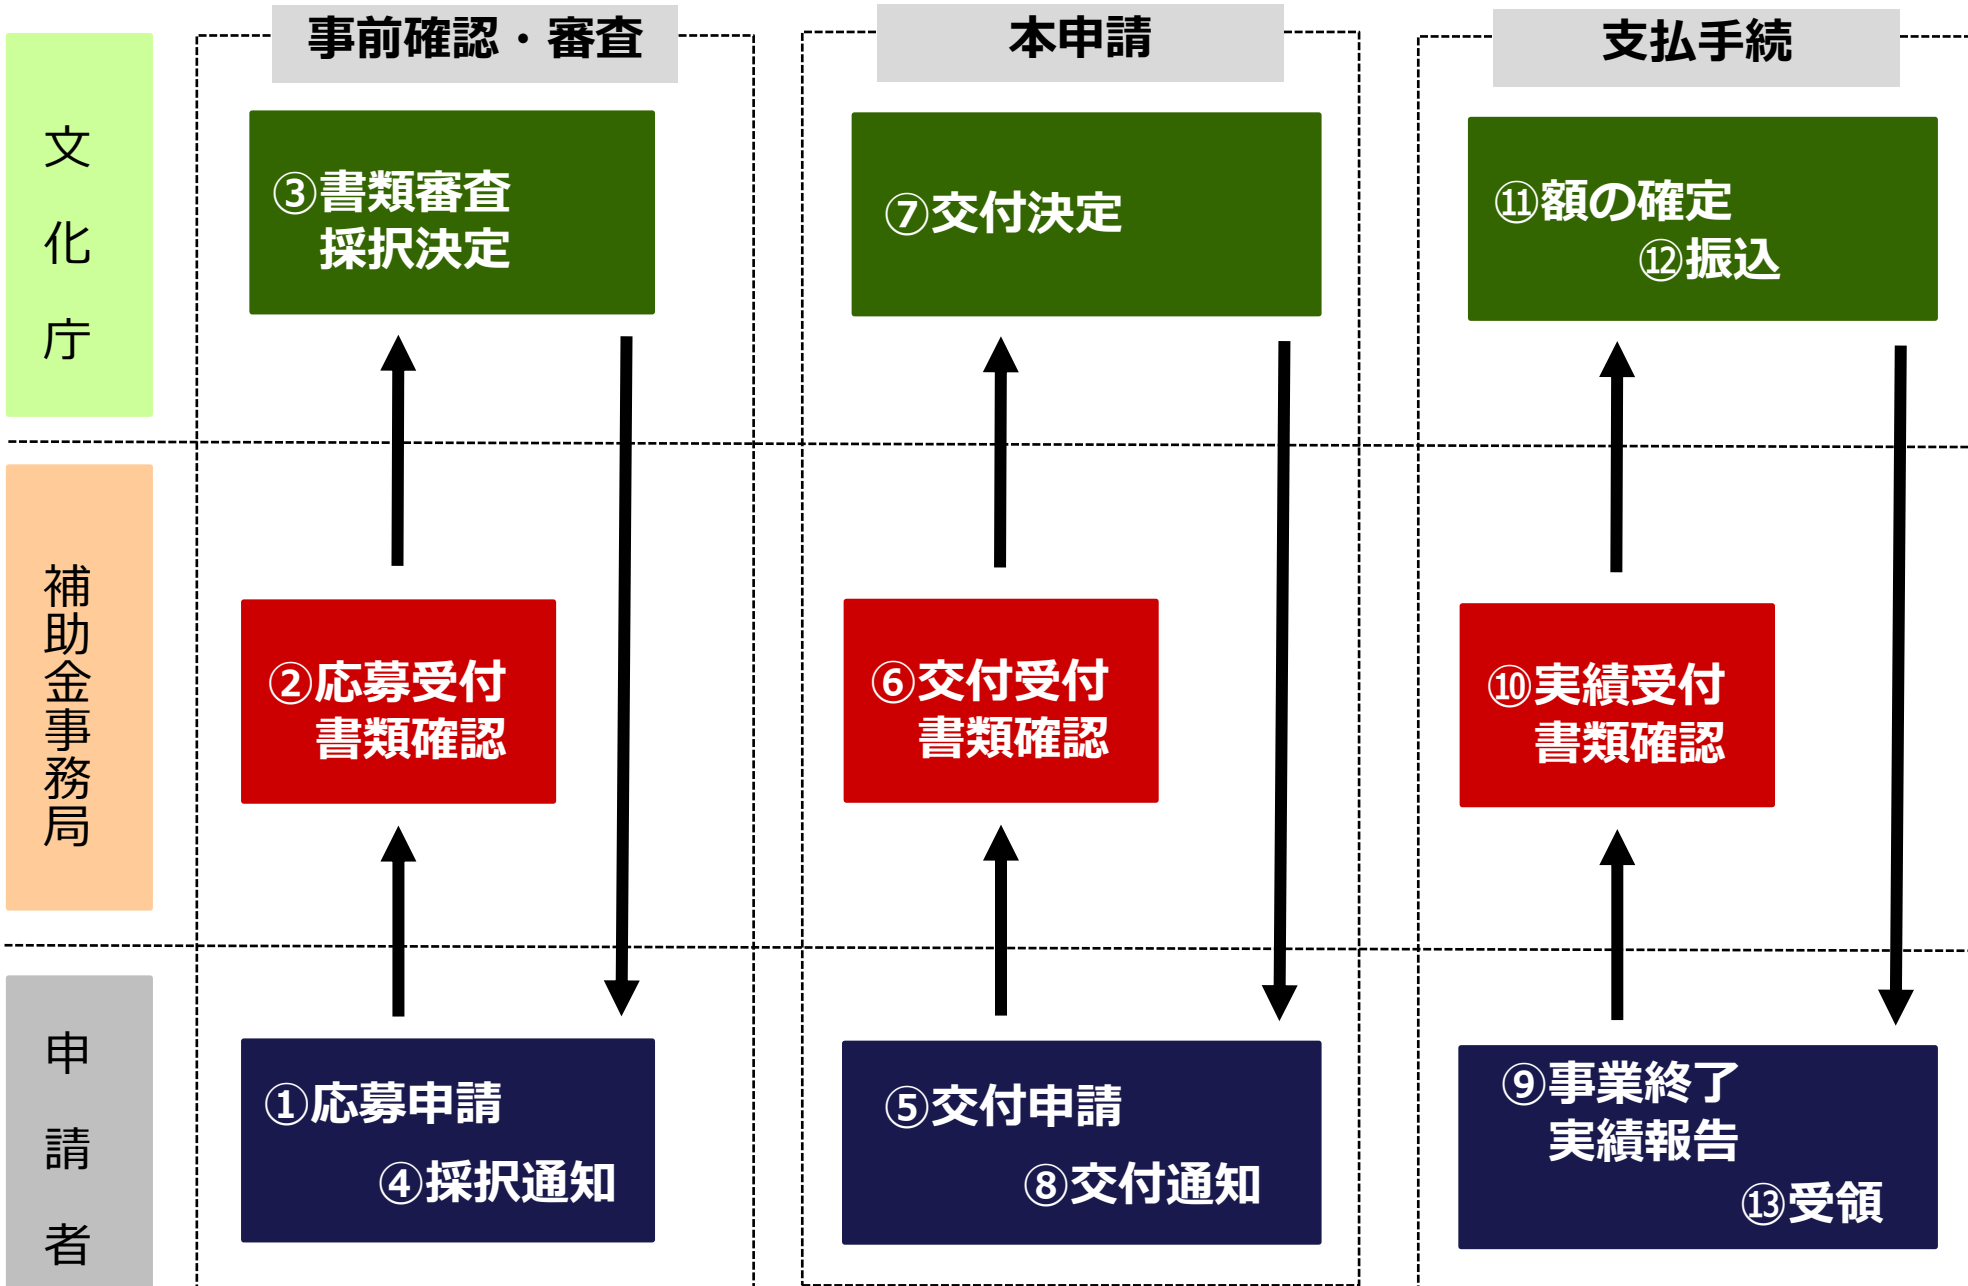 事前確認・審査
本申請
支払手続
文化庁
③書類審査
採択決定
⑦交付決定
⑪額の確定
⑫振込
補助金事務局
②応募受付
書類確認
⑥交付受付
書類確認
⑩実績受付
書類確認
申請者
①応募申請
④採択通知
⑤交付申請
⑧交付通知
⑨事業終了
実績報告
⑬受領